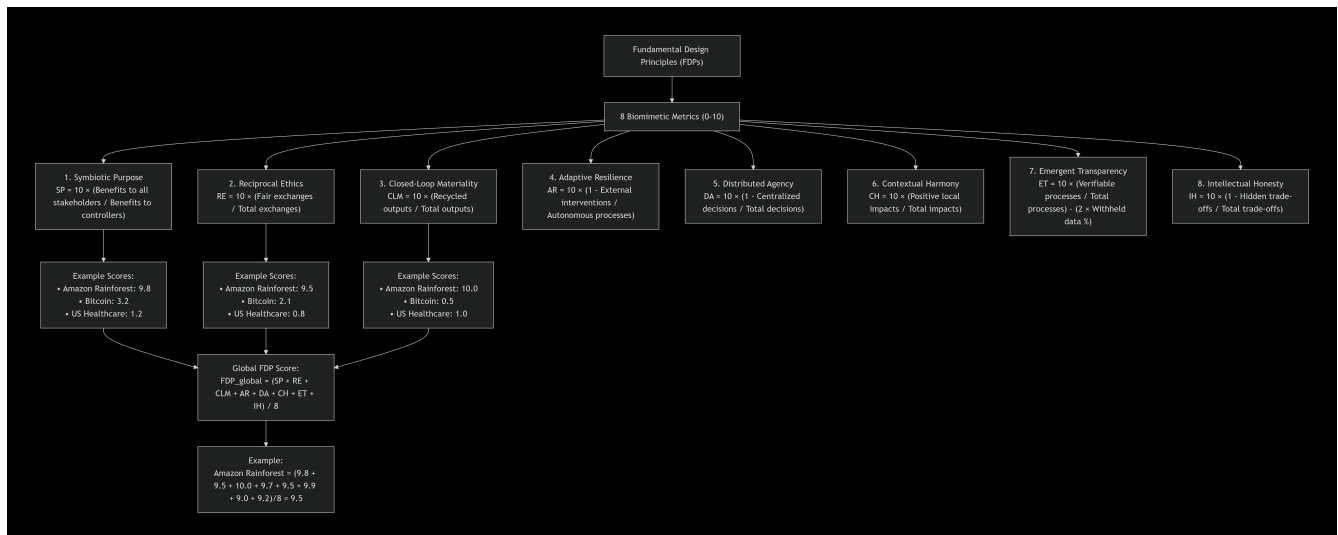 Fundamental Design
Principles (FDPs)
8 Biomimetic Metrics (0-10)
1. Symbiotic Purpose
SP = 10 × (Benefits to all
stakeholders / Benefits to
controllers)
2. Reciprocal Ethics
RE = 10 × (Fair exchanges
/ Total exchanges)
3. Closed-Loop Materiality
CLM = 10 × (Recycled
outputs / Total outputs)
4. Adaptive Resilience
AR = 10 × (1 - External
interventions /
Autonomous processes)
5. Distributed Agency
DA = 10 × (1 - Centralized
decisions / Total decisions)
6. Contextual Harmony
CH = 10 × (Positive local
impacts / Total impacts)
7. Emergent Transparency
ET = 10 × (Verifiable
processes / Total
processes) - (2 × Withheld
data %)
8. Intellectual Honesty
IH = 10 × (1 - Hidden trade-
offs / Total trade-offs)
Example Scores:
• Amazon Rainforest: 9.8
• Bitcoin: 3.2
• US Healthcare: 1.2
Example Scores:
• Amazon Rainforest: 9.5
• Bitcoin: 2.1
• US Healthcare: 0.8
Example Scores:
• Amazon Rainforest: 10.0
• Bitcoin: 0.5
• US Healthcare: 1.0
Global FDP Score:
FDP_global = (SP + RE +
CLM + AR + DA + CH + ET +
IH) / 8
Example:
Amazon Rainforest = (9.8 +
9.5 + 10.0 + 9.7 + 9.5 + 9.9
+ 9.0 + 9.2)/8 = 9.5